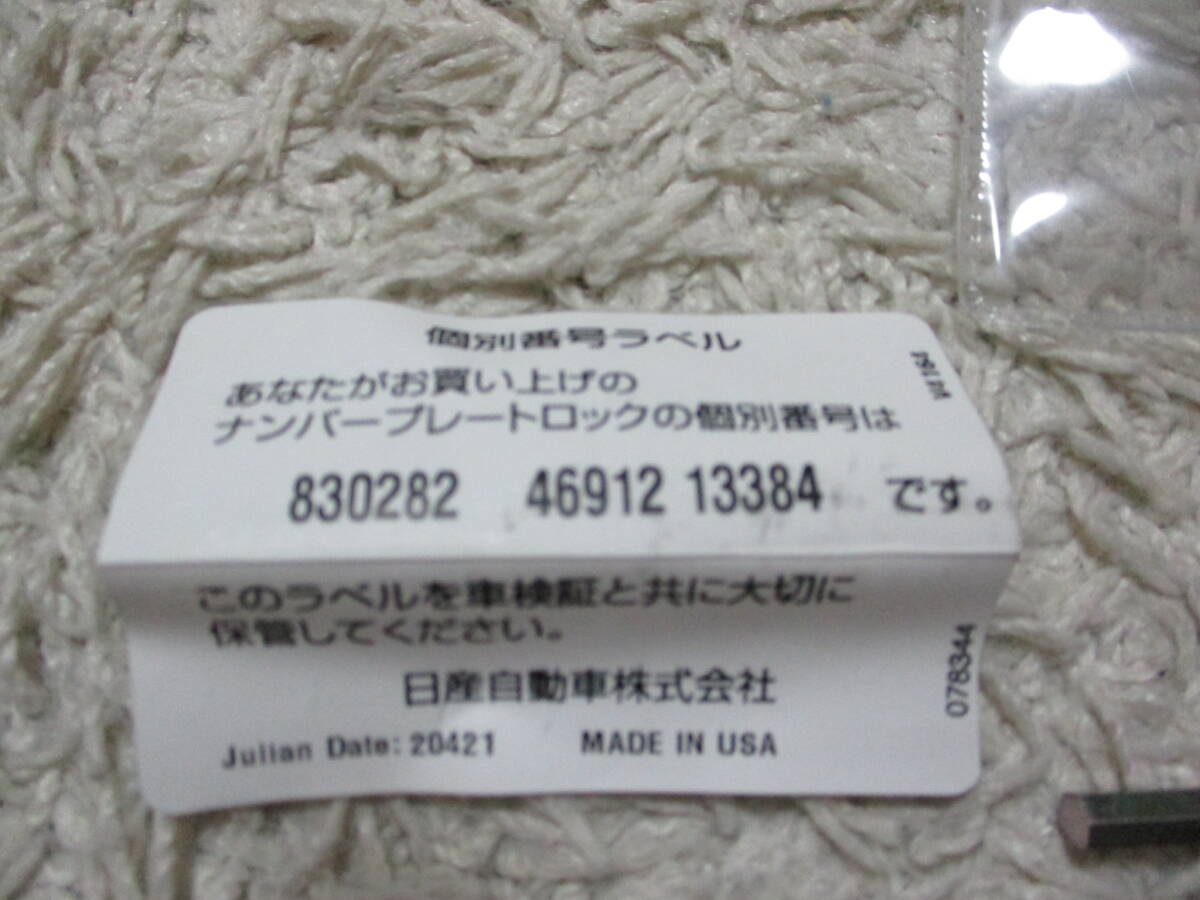 個別番号ラベル
あなたがお買い上げの
ナンバープレートロックの個別番号は
830282 46912 13384 です。
このラベルを車検証と共に大切に
保管してください。
日産自動車株式会社
Julian Date: 20421 MADE IN USA
078344